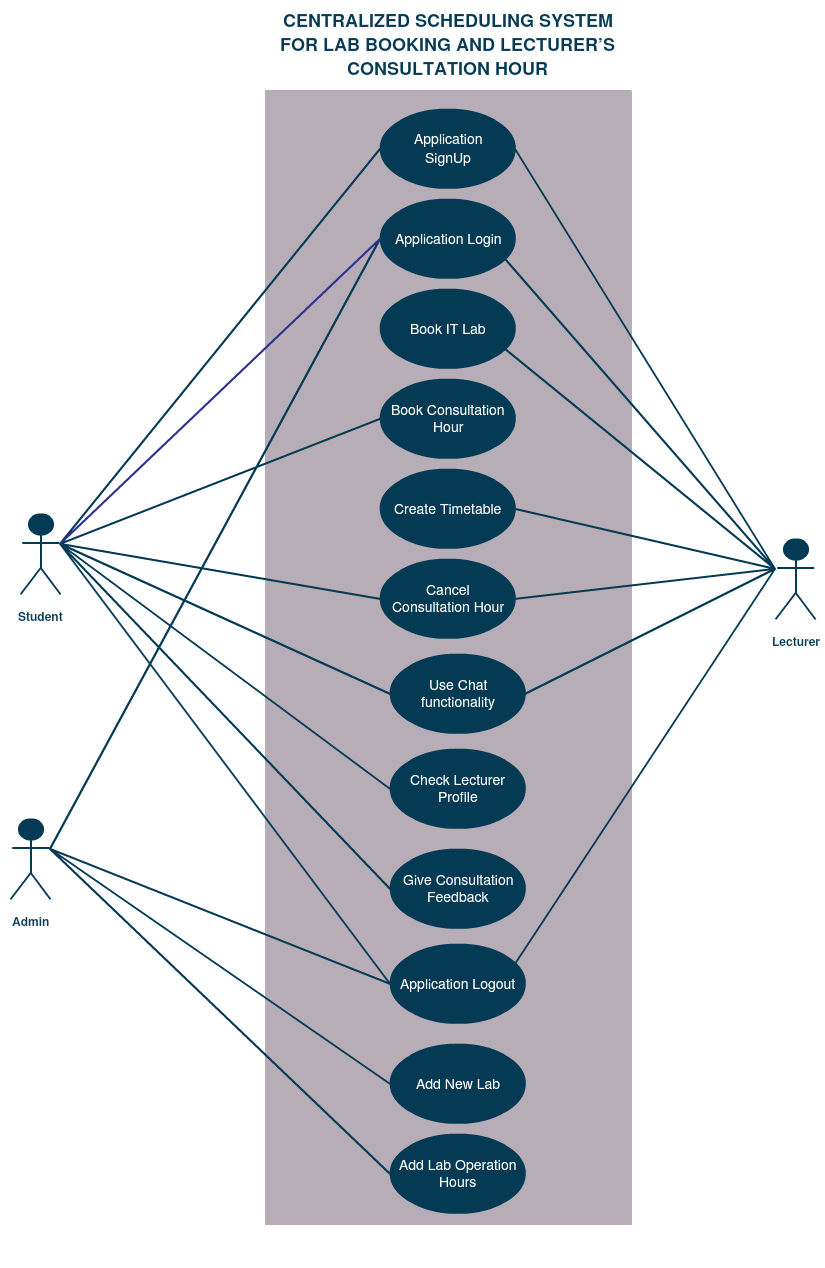 CENTRALIZED SCHEDULING SYSTEM
FOR LAB BOOKING AND LECTURER'S
CONSULTATION HOUR
Application
SignUp
Application Login
Book IT Lab
Book Consultation
Hour
Create Timetable
Cancel
Consultation Hour
Student
Lecturer
Use Chat
functionality
Check Lecturer
Profile
Give Consultation
Feedback
Admin
Application Logout
Add New Lab
Add Lab Operation
Hours